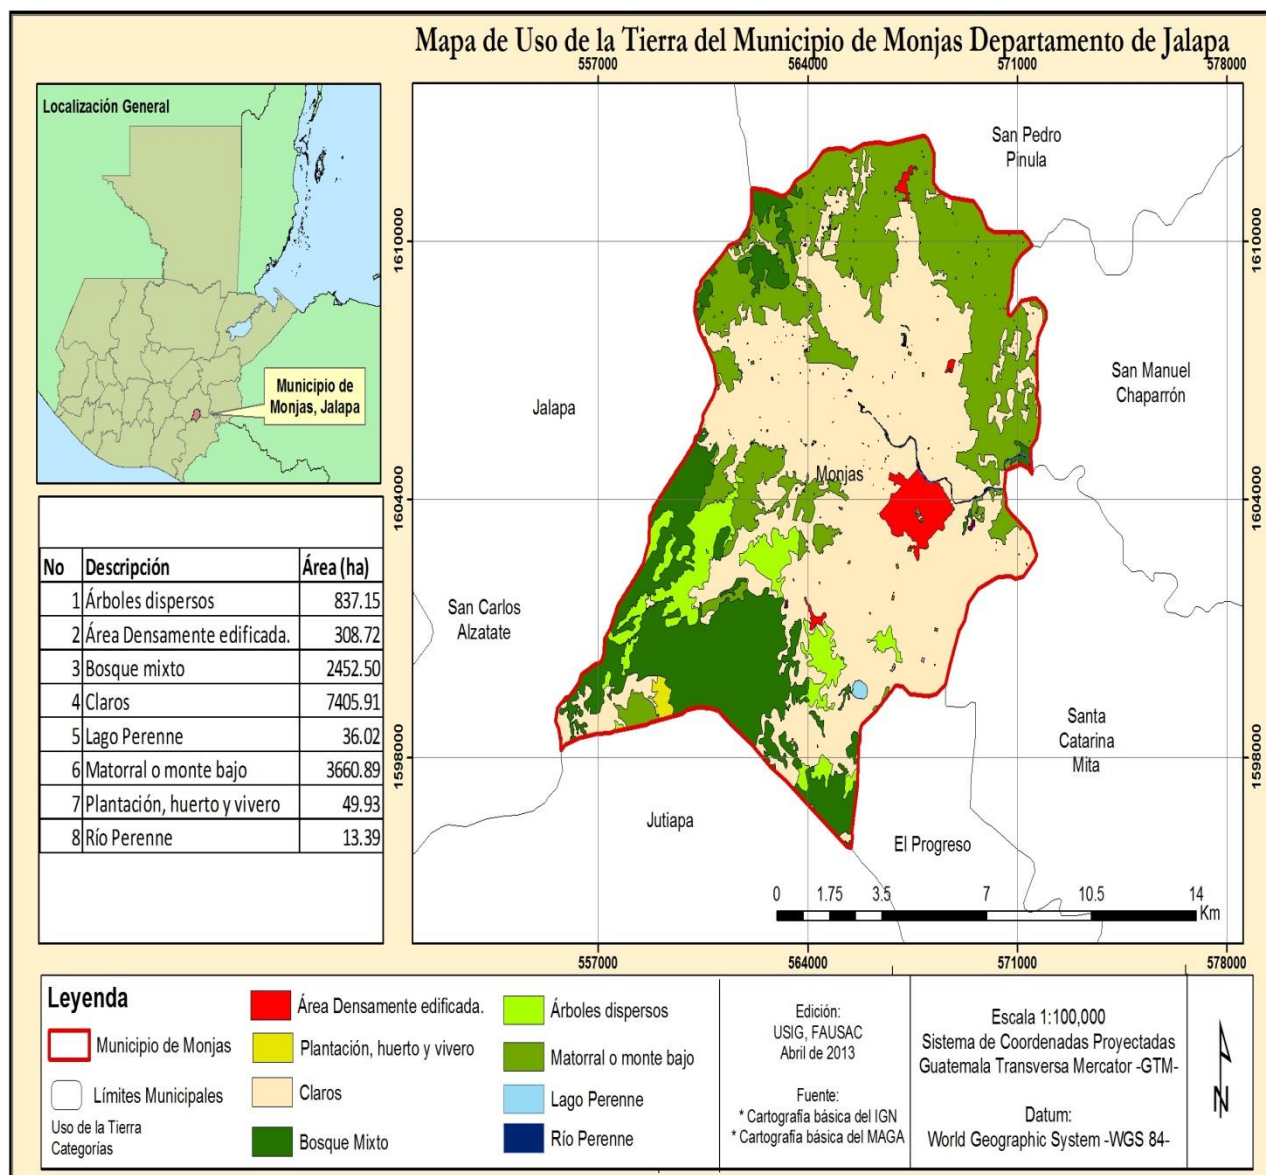 Mapa de Uso de la Tierra del Municipio de Monjas Departamento de Jalapa
557000 564000 571000 578000
Localización General
Municipio de
Monjas, Jalapa
No Descripción Área (ha)
1 Árboles dispersos 837.15
2 Área Densamente edificada. 308.72
3 Bosque mixto 2452.50
4 Claros 7405.91
5 Lago Perenne 36.02
6 Matorral o monte bajo 3660.89
7 Plantación, huerto y vivero 49.93
8 Río Perenne 13.39
1610000
1604000
1598000
San Pedro
Pinula
San Manuel
Chaparrón
Jalapa
Monjas
San Carlos
Alzatate
Santa
Catarina
Mita
Jutiapa
El Progreso
1610000
1604000
1598000
0 1.75 3.5 7 10.5 14
Km
557000 564000 571000 578000
Leyenda
Municipio de Monjas
Límites Municipales
Uso de la Tierra
Categorías
Área Densamente edificada.
Plantación, huerto y vivero
Claros
Bosque Mixto
Árboles dispersos
Matorral o monte bajo
Lago Perenne
Río Perenne
Edición:
USIG, FAUSAC
Abril de 2013
Fuente:
* Cartografía básica del IGN
* Cartografía básica del MAGA
Escala 1:100,000
Sistema de Coordenadas Proyectadas
Guatemala Transversa Mercator -GTM-
Datum:
World Geographic System -WGS 84-
N